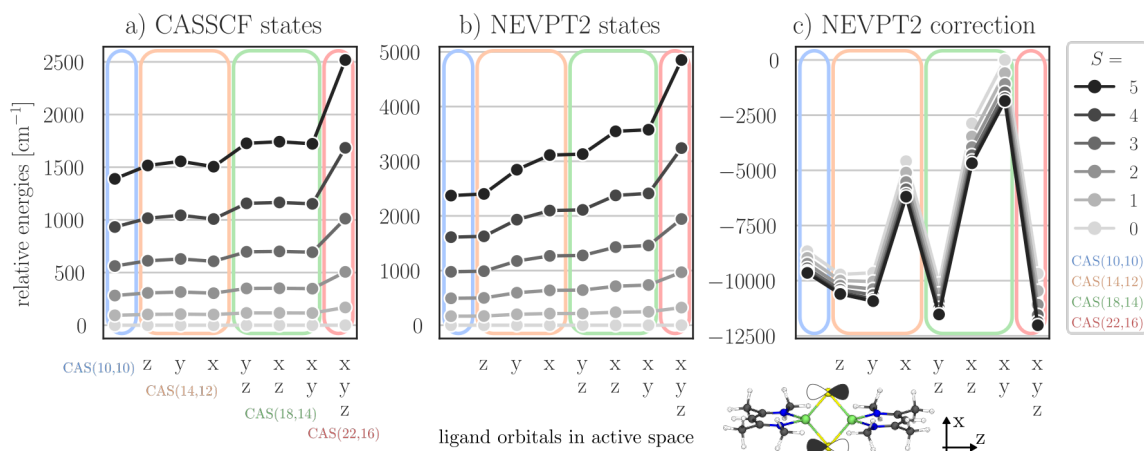 a) CASSCF states
b) NEVPT2 states
c) NEVPT2 correction
relative energies [cm⁻¹]
2500
2000
1500
1000
500
0
5000
4000
3000
2000
1000
0
0
−2500
−5000
−7500
−10000
−12500
S =
5
4
3
2
1
0
CAS(10,10)
CAS(14,12)
CAS(18,14)
CAS(22,16)
z y x y x x x
z z y y
z
z y x y x x x
z z y y
z
z y x y x x x
z z y y
z
CAS(10,10)
CAS(14,12)
CAS(18,14)
CAS(22,16)
ligand orbitals in active space
x
z